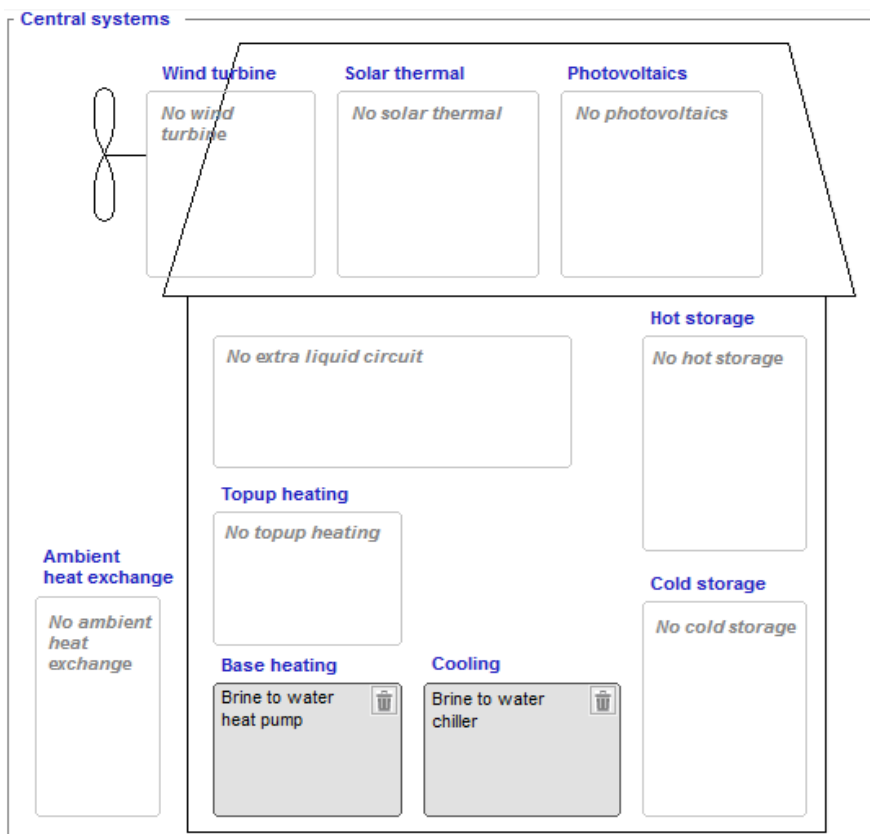 Central systems
Wind turbine
Solar thermal
Photovoltaics
No wind
turbine
No solar thermal
No photovoltaics
Hot storage
No extra liquid circuit
No hot storage
Topup heating
No topup heating
Ambient
heat exchange
Cold storage
No ambient
heat
exchange
No cold storage
Base heating
Cooling
Brine to water
heat pump
Brine to water
chiller